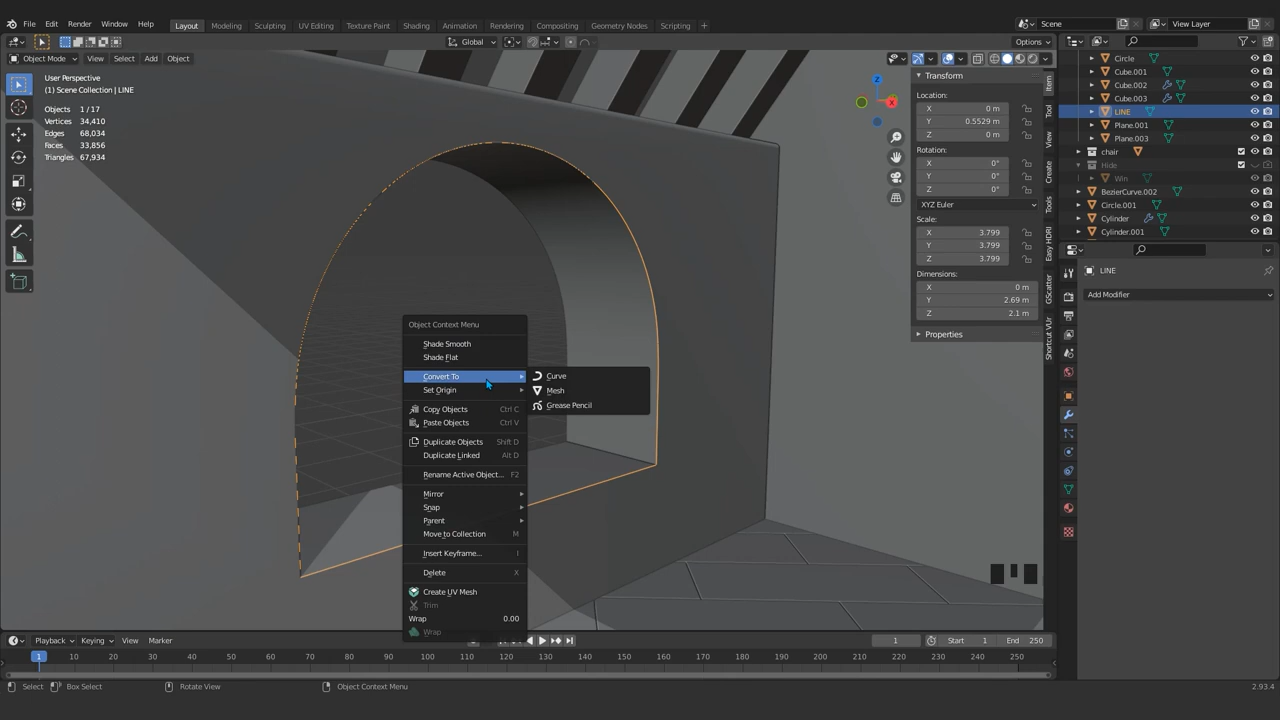 File Edit Render Window Help Layout Modeling Sculpting UV Editing Texture Paint Shading Animation Rendering Compositing Geometry Nodes Scripting + Scene View Layer
Global Options
Object Mode View Select Add Object
User Perspective
(1) Scene Collection | LINE
Objects 1/17
Vertices 34,410
Edges 68,034
Faces 33,856
Triangles 67,934
Z
X
Object Context Menu
Shade Smooth
Shade Flat
Convert To
Set Origin
Copy Objects Ctrl C
Paste Objects Ctrl V
Duplicate Objects Shift D
Duplicate Linked Alt D
Rename Active Object... F2
Mirror
Snap
Parent
Move to Collection M
Insert Keyframe... I
Delete X
Create UV Mesh
Trim
Wrap 0.00
Wrap
Curve
Mesh
Grease Pencil
Transform
Location:
X 0 m
Y 0.5529 m
Z 0 m
Rotation:
X 0°
Y 0°
Z 0°
XYZ Euler
Scale:
X 3.799
Y 3.799
Z 3.799
Dimensions:
X 0 m
Y 2.69 m
Z 2.1 m
Properties
Item
Tool
View
Create
Tools
Easy HDRI
GScatter
Shortcut VUr
Circle
Cube.001
Cube.002
Cube.003
LINE
Plane.001
Plane.003
chair
Hide
Win
BezierCurve.002
Circle.001
Cylinder
Cylinder.001
LINE
Add Modifier
Playback Keying View Marker 1 Start 1 End 250
1 10 20 30 40 50 60 70 80 90 100 110 120 130 140 150 160 170 180 190 200 210 220 230 240 250
Select Box Select Rotate View Object Context Menu 2.93.4